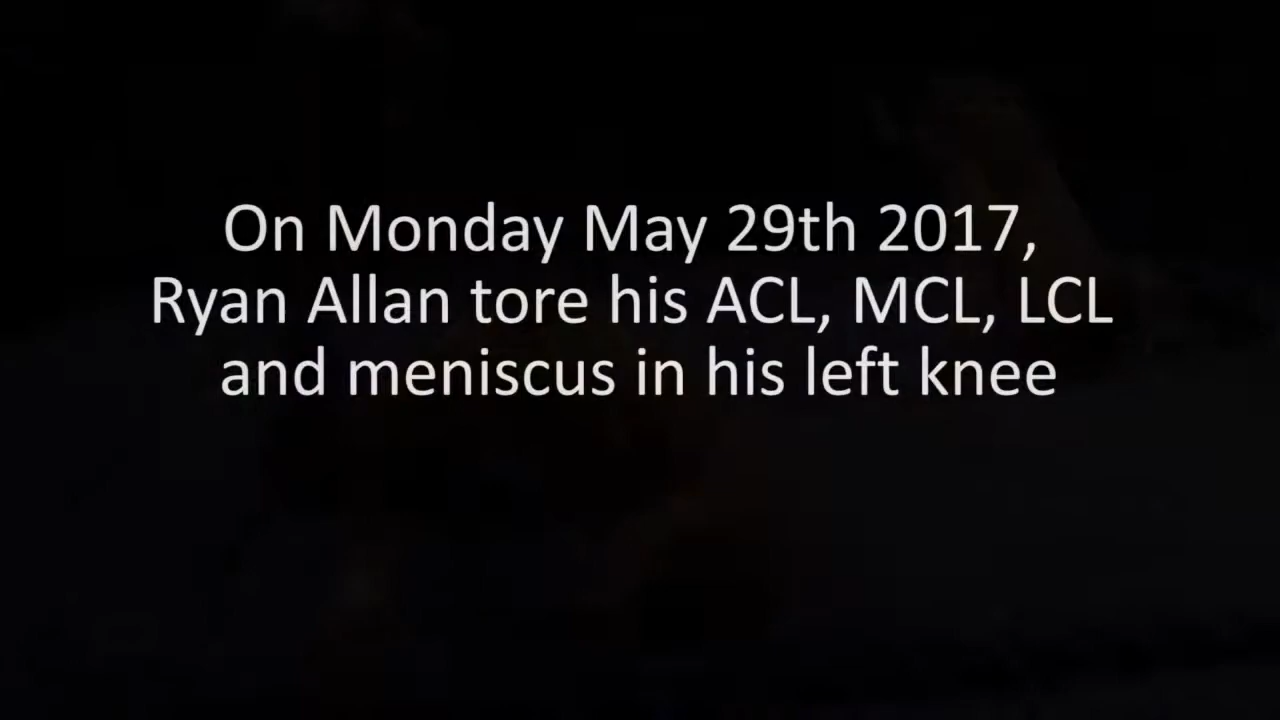 On Monday May 29th 2017,
Ryan Allan tore his ACL, MCL, LCL
and meniscus in his left knee